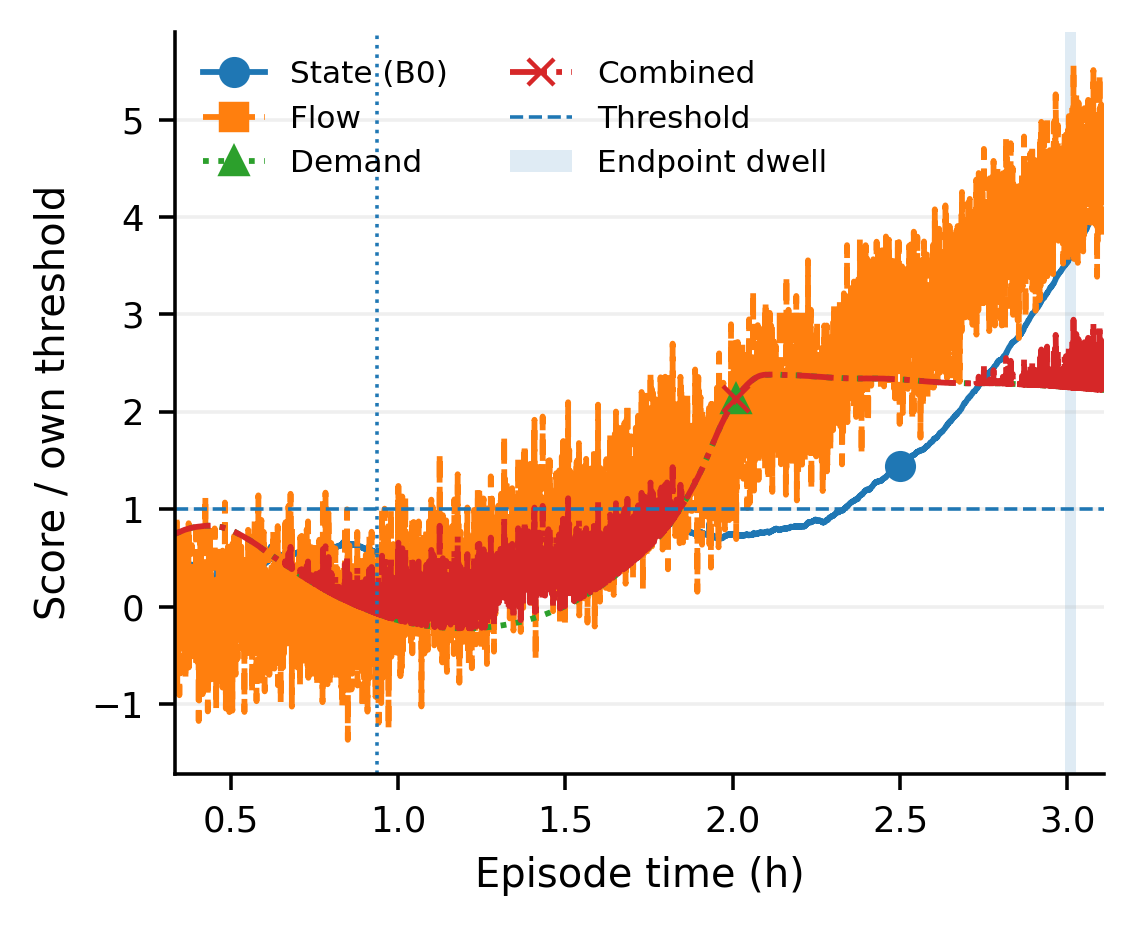 State (B0)
Flow
Demand
Combined
Threshold
Endpoint dwell
Score / own threshold
5
4
3
2
1
0
−1
0.5 1.0 1.5 2.0 2.5 3.0
Episode time (h)